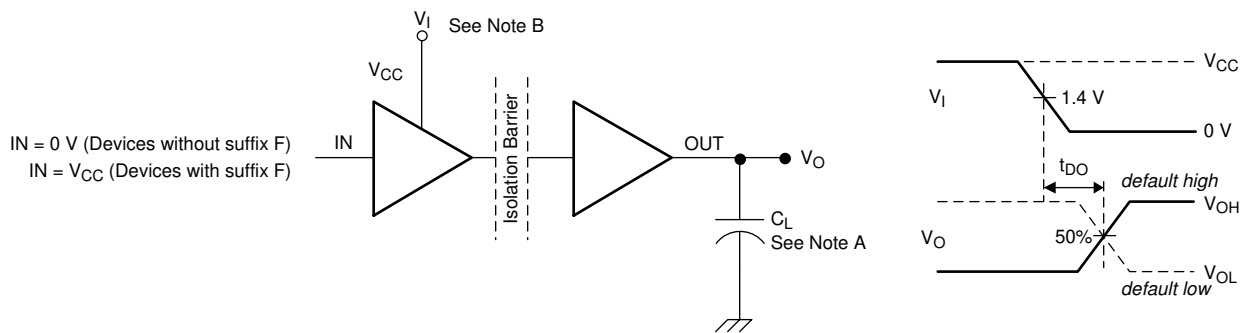 V_I See Note B
V_CC
IN = 0 V (Devices without suffix F)
IN = V_CC (Devices with suffix F)
IN
Isolation Barrier
OUT
V_O
C_L
See Note A
V_I
V_CC
1.4 V
0 V
t_DO
default high
V_OH
V_O
50%
V_OL
default low